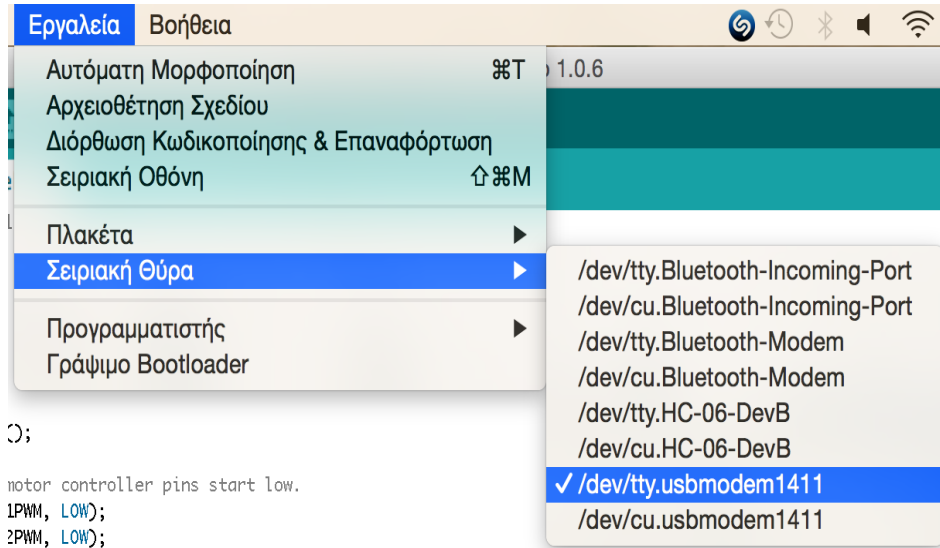 Εργαλεία Βοήθεια
Αυτόματη Μορφοποίηση ⌘T
1.0.6
Αρχειοθέτηση Σχεδίου
Διόρθωση Κωδικοποίησης & Επαναφόρτωση
Σειριακή Οθόνη ⇧⌘M
Πλακέτα ▶
Σειριακή Θύρα ▶
Προγραμματιστής ▶
Γράψιμο Bootloader
/dev/tty.Bluetooth-Incoming-Port
/dev/cu.Bluetooth-Incoming-Port
/dev/tty.Bluetooth-Modem
/dev/cu.Bluetooth-Modem
/dev/tty.HC-06-DevB
/dev/cu.HC-06-DevB
✓ /dev/tty.usbmodem1411
/dev/cu.usbmodem1411
();
motor controller pins start low.
1PWM, LOW);
2PWM, LOW);